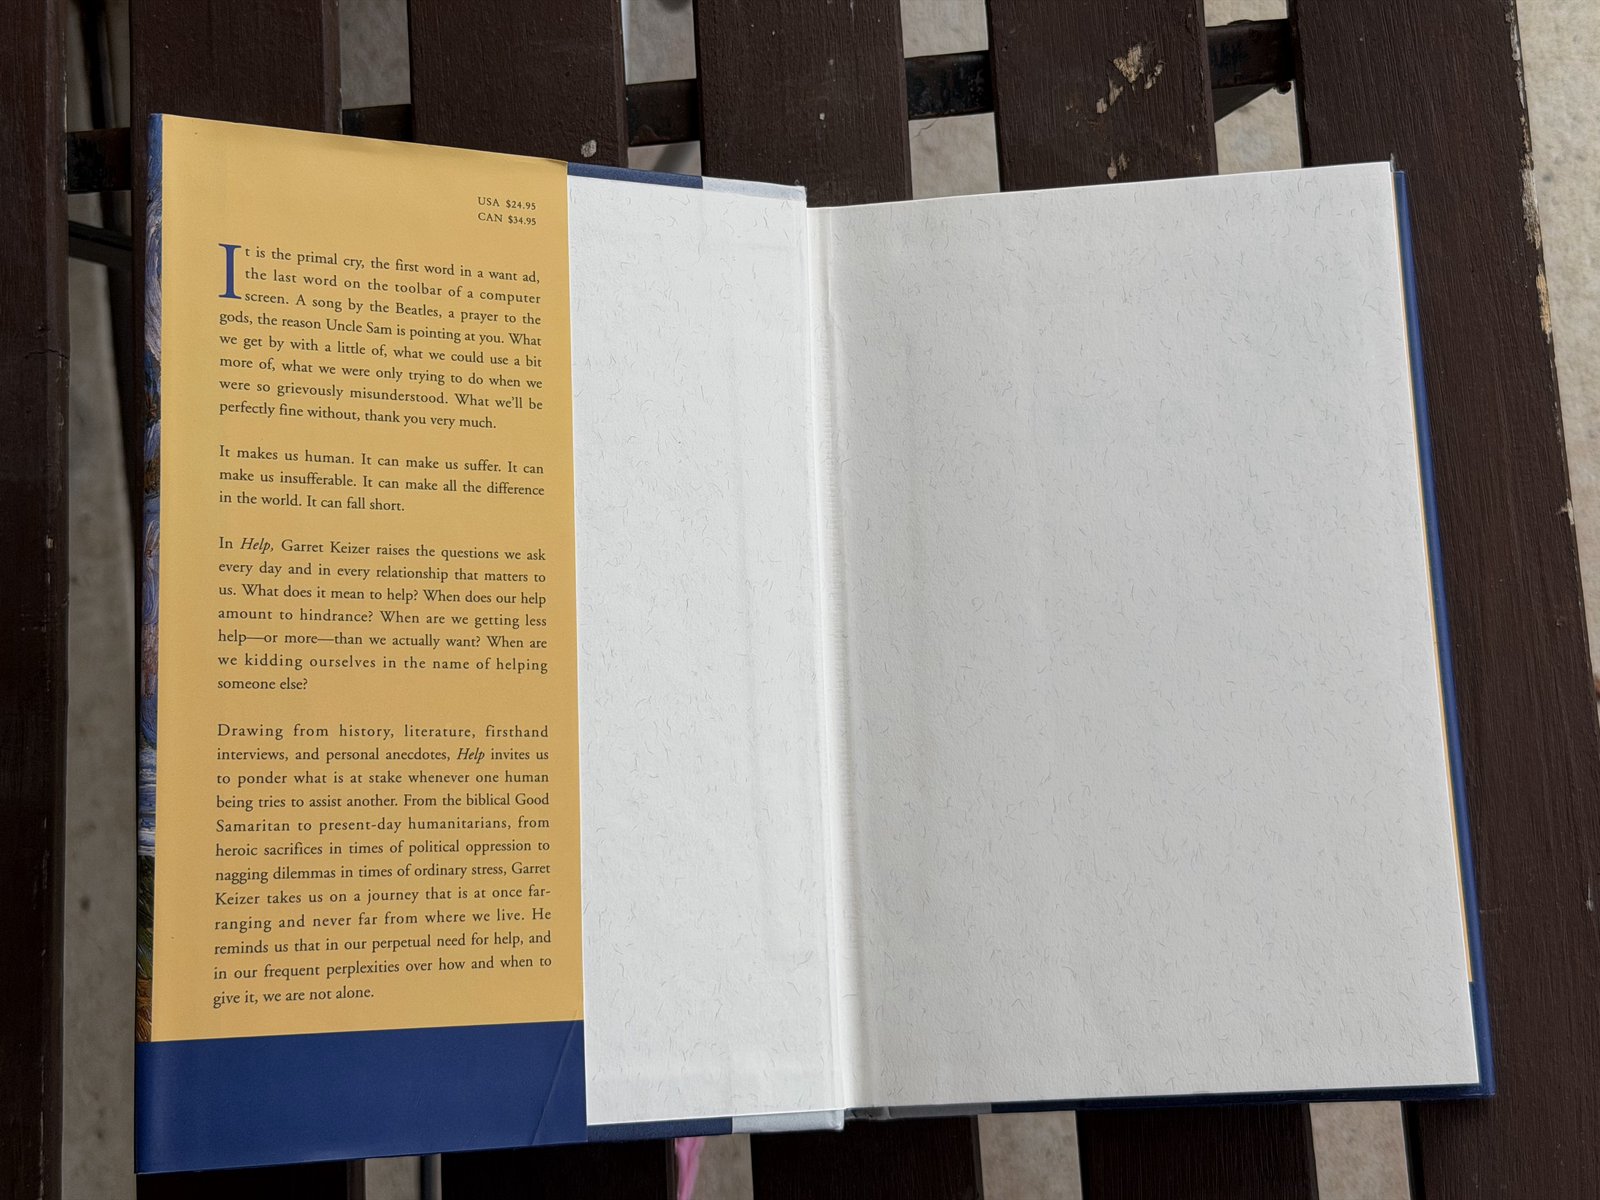 USA $24.95
CAN $34.95
It is the primal cry, the first word in a want ad,
the last word on the toolbar of a computer
screen. A song by the Beatles, a prayer to the
gods, the reason Uncle Sam is pointing at you. What
we get by with a little of, what we could use a bit
more of, what we were only trying to do when we
were so grievously misunderstood. What we'll be
perfectly fine without, thank you very much.
It makes us human. It can make us suffer. It can
make us insufferable. It can make all the difference
in the world. It can fall short.
In Help, Garret Keizer raises the questions we ask
every day and in every relationship that matters to
us. What does it mean to help? When does our help
amount to hindrance? When are we getting less
help—or more—than we actually want? When are
we kidding ourselves in the name of helping
someone else?
Drawing from history, literature, firsthand
interviews, and personal anecdotes, Help invites us
to ponder what is at stake whenever one human
being tries to assist another. From the biblical Good
Samaritan to present-day humanitarians, from
heroic sacrifices in times of political oppression to
nagging dilemmas in times of ordinary stress, Garret
Keizer takes us on a journey that is at once far-
ranging and never far from where we live. He
reminds us that in our perpetual need for help, and
in our frequent perplexities over how and when to
give it, we are not alone.